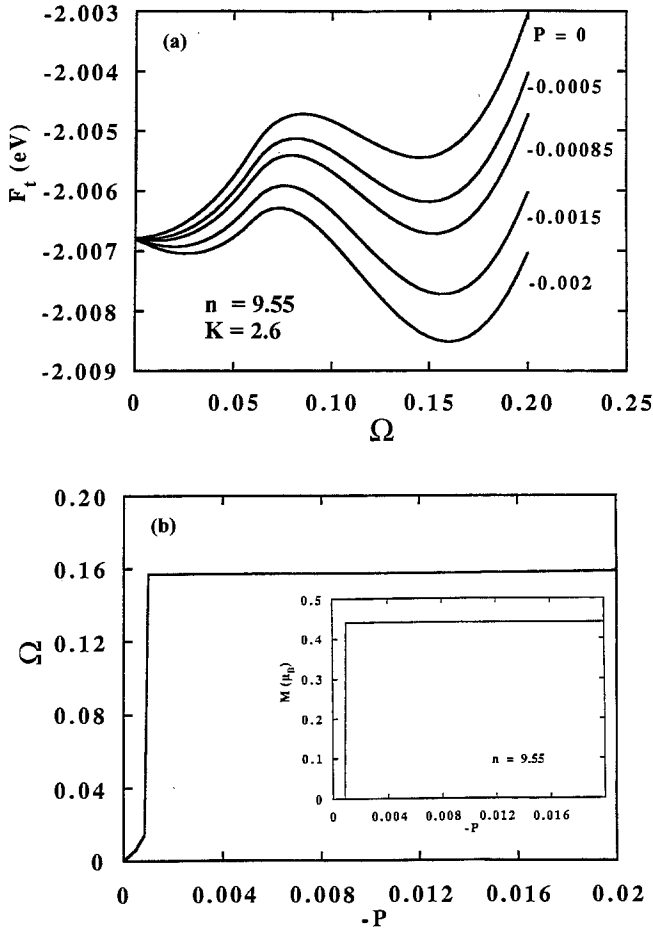 -2.003
(a)
P = 0
-2.004
-0.0005
-2.005
-0.00085
F_t (eV)
-2.006
-0.0015
-2.007
-0.002
n = 9.55
K = 2.6
-2.008
-2.009
0 0.05 0.10 0.15 0.20 0.25
Ω
0.20
(b)
0.16
0.12
0.08
0.04
0
Ω
0.5
0.4
0.3
0.2
0.1
0
M (μ_B)
n = 9.55
0 0.004 0.008 0.012 0.016
-P
0 0.004 0.008 0.012 0.016 0.02
-P